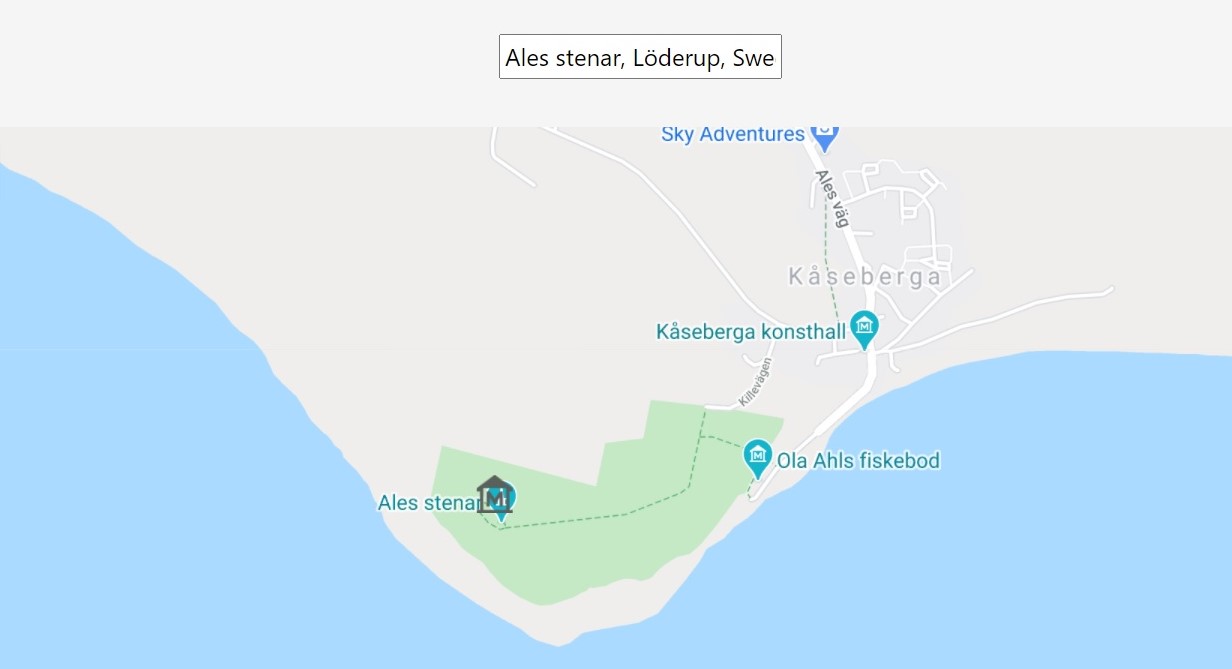 Ales stenar, Löderup, Swe
Sky Adventures
Ales väg
Kåseberga
Kåseberga konsthall
Killevägen
Ola Ahls fiskebod
Ales stenar